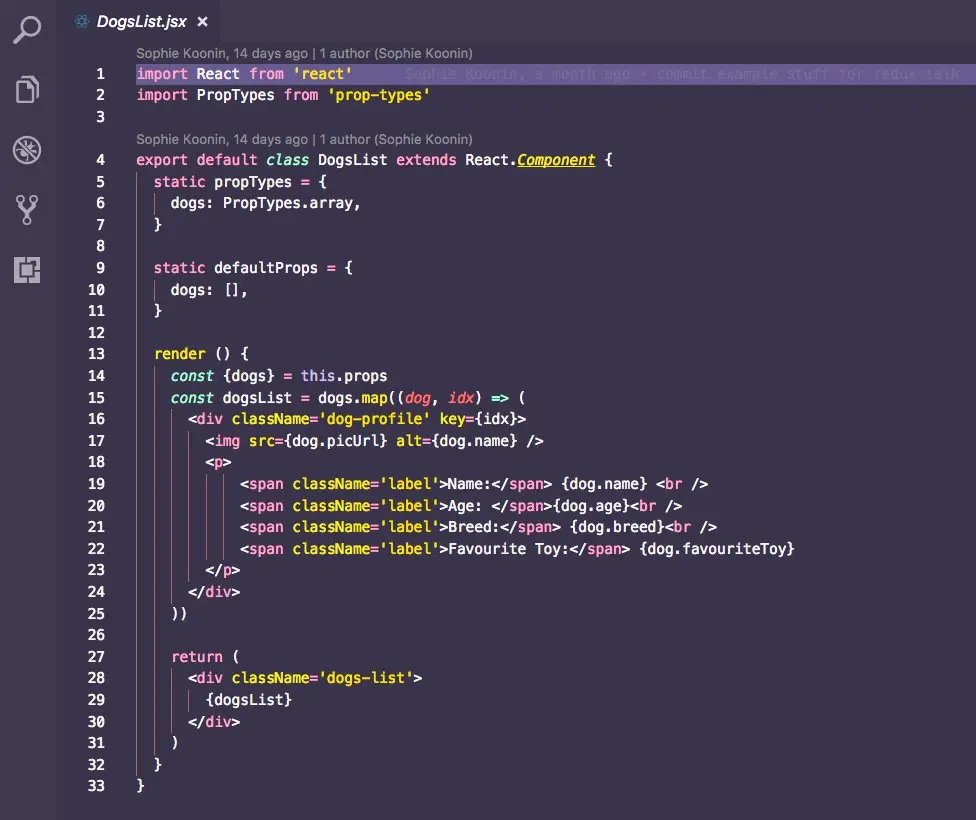 DogsList.jsx ×
Sophie Koonin, 14 days ago | 1 author (Sophie Koonin)
1 import React from 'react' Sophie Koonin, a month ago • commit example stuff for redux talk
2 import PropTypes from 'prop-types'
3
Sophie Koonin, 14 days ago | 1 author (Sophie Koonin)
4 export default class DogsList extends React.Component {
5   static propTypes = {
6     dogs: PropTypes.array,
7   }
8
9   static defaultProps = {
10     dogs: [],
11   }
12
13   render () {
14     const {dogs} = this.props
15     const dogsList = dogs.map((dog, idx) => (
16       <div className='dog-profile' key={idx}>
17         <img src={dog.picUrl} alt={dog.name} />
18         <p>
19             <span className='label'>Name:</span> {dog.name} <br />
20             <span className='label'>Age: </span>{dog.age}<br />
21             <span className='label'>Breed:</span> {dog.breed}<br />
22             <span className='label'>Favourite Toy:</span> {dog.favouriteToy}
23         </p>
24       </div>
25     ))
26
27     return (
28       <div className='dogs-list'>
29         {dogsList}
30       </div>
31     )
32   }
33 }